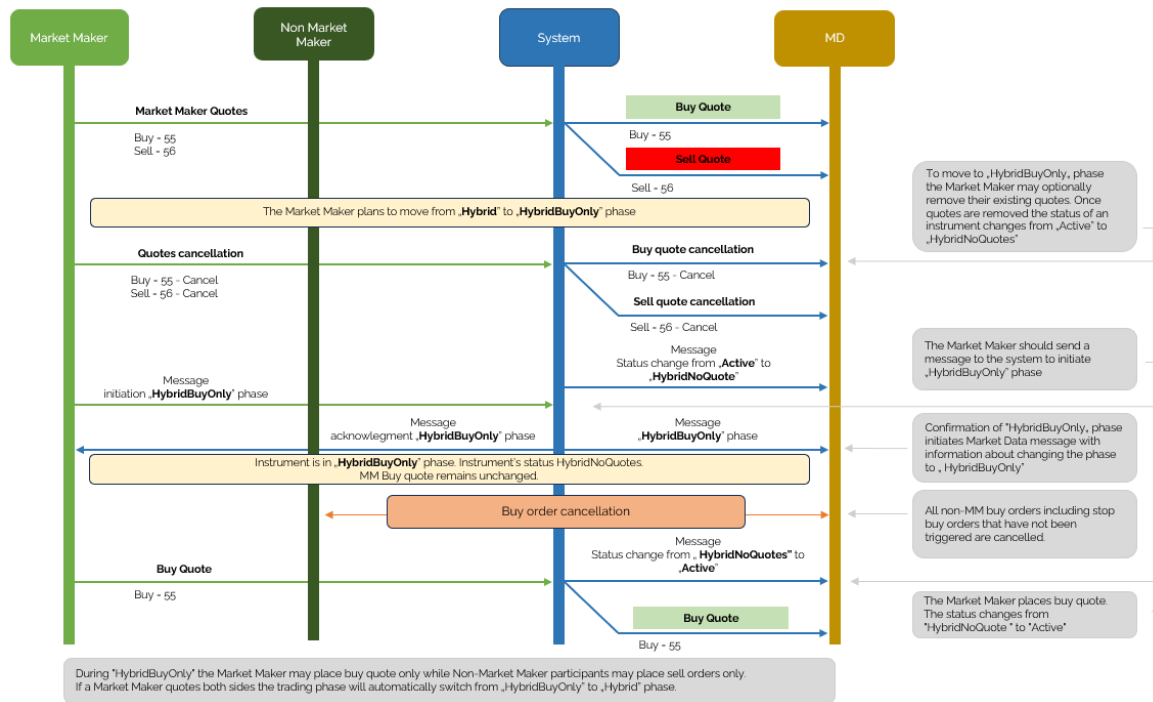 Market Maker
Non Market
Maker
System
MD
Market Maker Quotes
Buy = 55
Sell = 56
Buy Quote
Buy = 55
Sell Quote
Sell = 56
To move to „HybridBuyOnly„ phase
the Market Maker may optionally
remove their existing quotes. Once
quotes are removed the status of an
instrument changes from „Active" to
„HybridNoQuotes"
The Market Maker plans to move from „Hybrid" to „HybridBuyOnly" phase
Quotes cancellation
Buy = 55 - Cancel
Sell = 56 - Cancel
Buy quote cancellation
Buy = 55 - Cancel
Sell quote cancellation
Sell = 56 - Cancel
Message
Status change from „Active" to
„HybridNoQuote"
The Market Maker should send a
message to the system to initiate
„HybridBuyOnly" phase
Message
initiation „HybridBuyOnly" phase
Message
acknowlegment „HybridBuyOnly" phase
Message
„HybridBuyOnly" phase
Confirmation of "HybridBuyOnly„ phase
initiates Market Data message with
information about changing the phase
to „ HybridBuyOnly"
Instrument is in „HybridBuyOnly" phase. Instrument's status HybridNoQuotes.
MM Buy quote remains unchanged.
Buy order cancellation
All non-MM buy orders including stop
buy orders that have not been
triggered are cancelled.
Message
Status change from „ HybridNoQuotes" to
„Active"
Buy Quote
Buy = 55
Buy Quote
Buy = 55
The Market Maker places buy quote.
The status changes from
"HybridNoQuote " to "Active"
During "HybridBuyOnly" the Market Maker may place buy quote only while Non-Market Maker participants may place sell orders only.
If a Market Maker quotes both sides the trading phase will automatically switch from „HybridBuyOnly" to „Hybrid" phase.